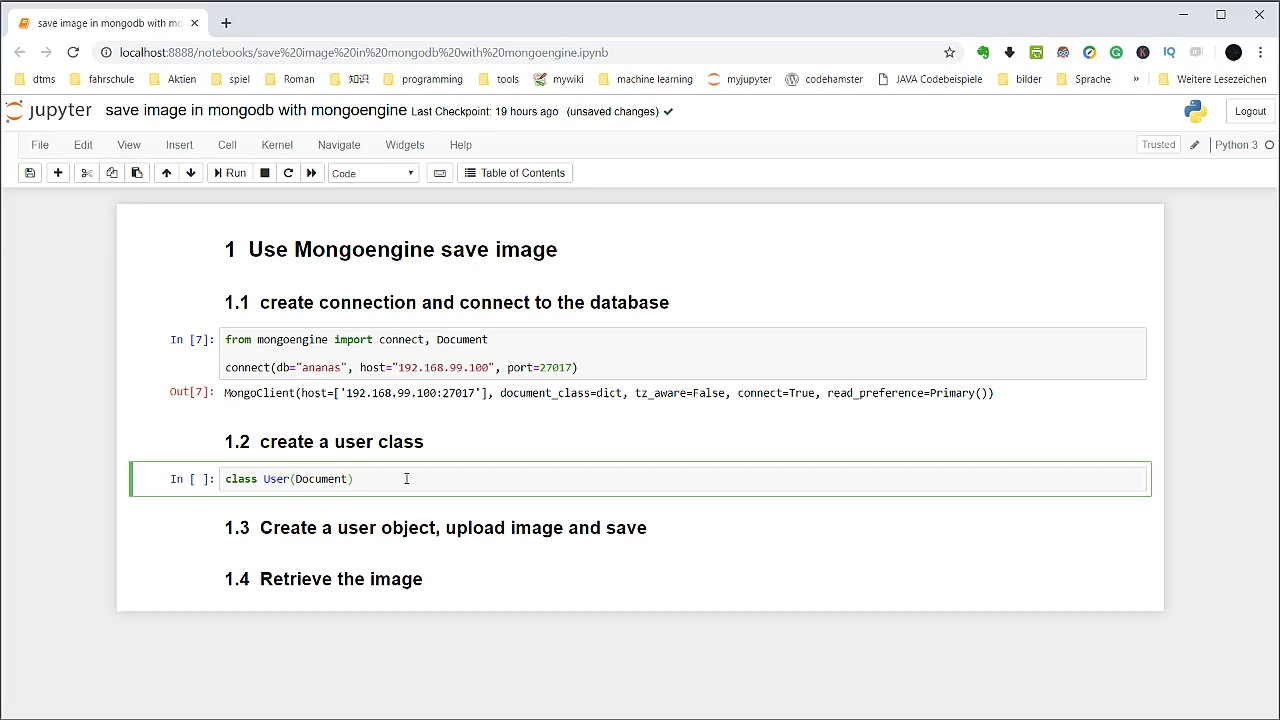 save image in mongodb with mo
localhost:8888/notebooks/save%20image%20in%20mongodb%20with%20mongoengine.ipynb
dtms fahrschule Aktien spiel Roman 知识 programming tools mywiki machine learning myjupyter codehamster JAVA Codebeispiele bilder Sprache » Weitere Lesezeichen
jupyter save image in mongodb with mongoengine Last Checkpoint: 19 hours ago (unsaved changes) Logout
File Edit View Insert Cell Kernel Navigate Widgets Help Trusted Python 3
Run Code Table of Contents
1 Use Mongoengine save image
1.1 create connection and connect to the database
In [7]: from mongoengine import connect, Document
connect(db="ananas", host="192.168.99.100", port=27017)
Out[7]: MongoClient(host=['192.168.99.100:27017'], document_class=dict, tz_aware=False, connect=True, read_preference=Primary())
1.2 create a user class
In [ ]: class User(Document)
1.3 Create a user object, upload image and save
1.4 Retrieve the image